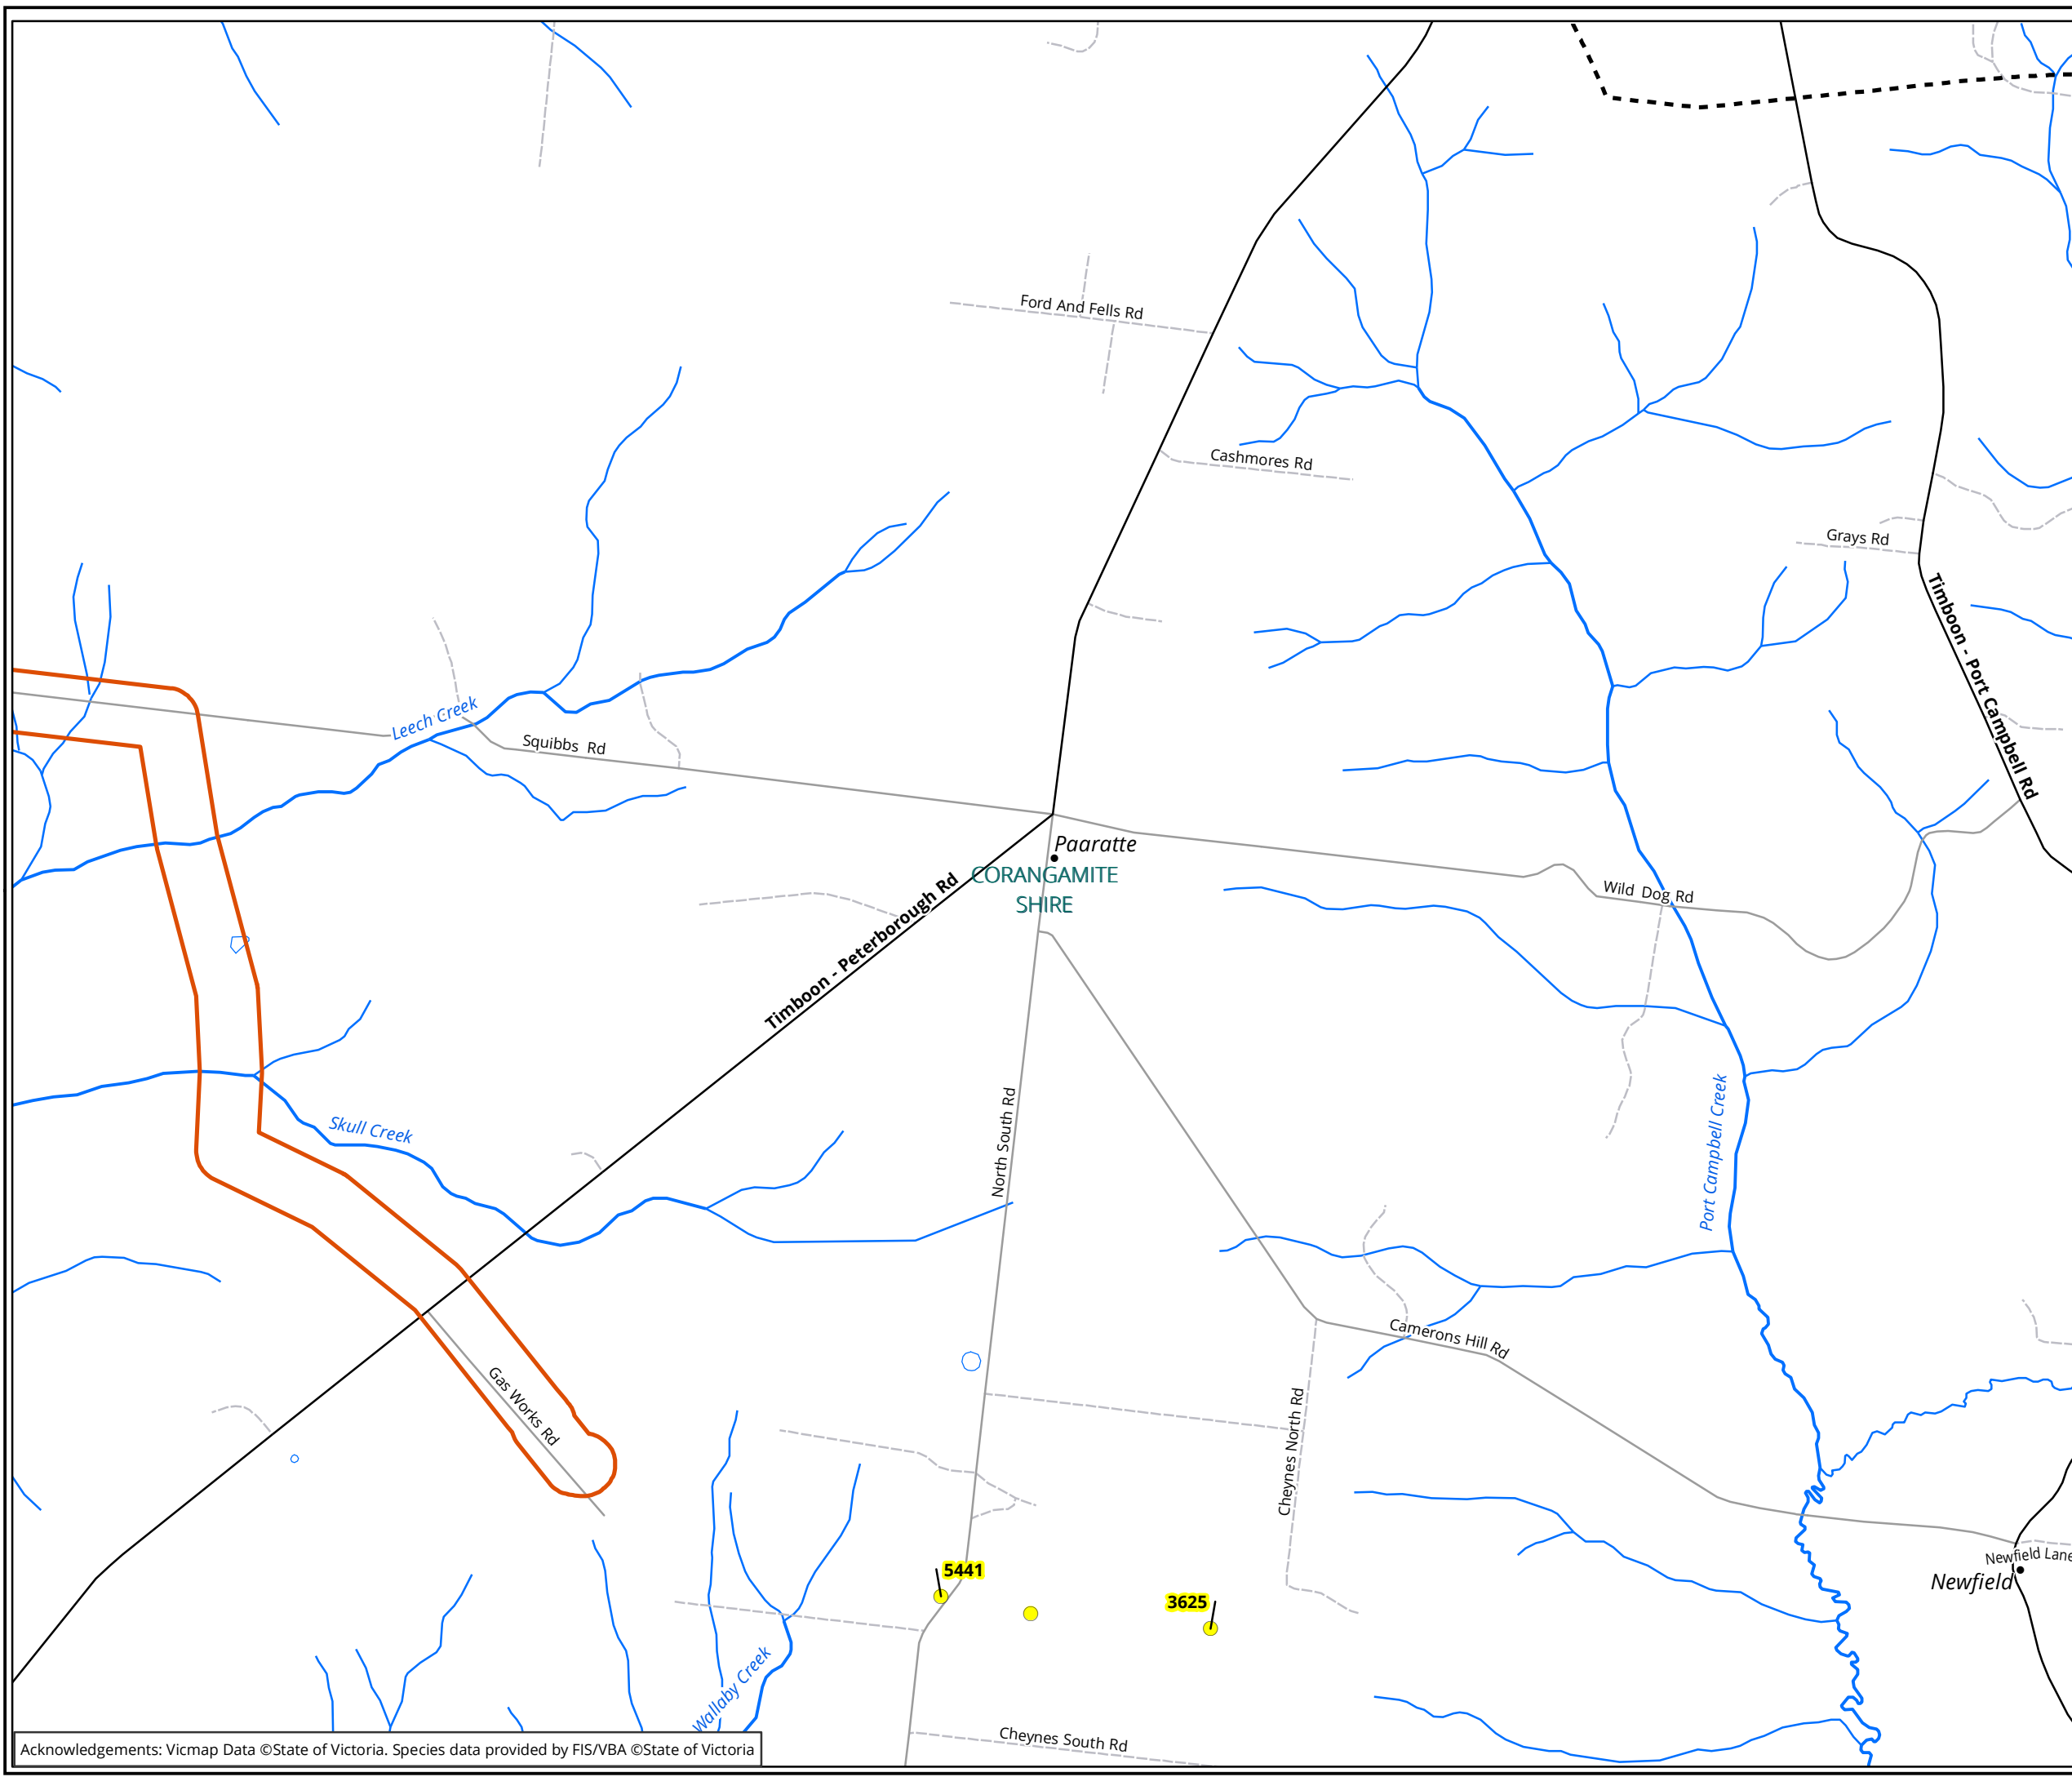 Ford And Fells Rd
Cashmores Rd
Grays Rd
Timboon - Port Campbell Rd
Leech Creek
Squibbs Rd
Paaratte
CORANGAMITE
SHIRE
Wild Dog Rd
Timboon - Peterborough Rd
Skull Creek
North South Rd
Port Campbell Creek
Camerons Hill Rd
Gas Works Rd
Cheynes North Rd
Newfield Lane
Newfield
5441
3625
Wallaby Creek
Cheynes South Rd
Acknowledgements: Vicmap Data ©State of Victoria. Species data provided by FIS/VBA ©State of Victoria